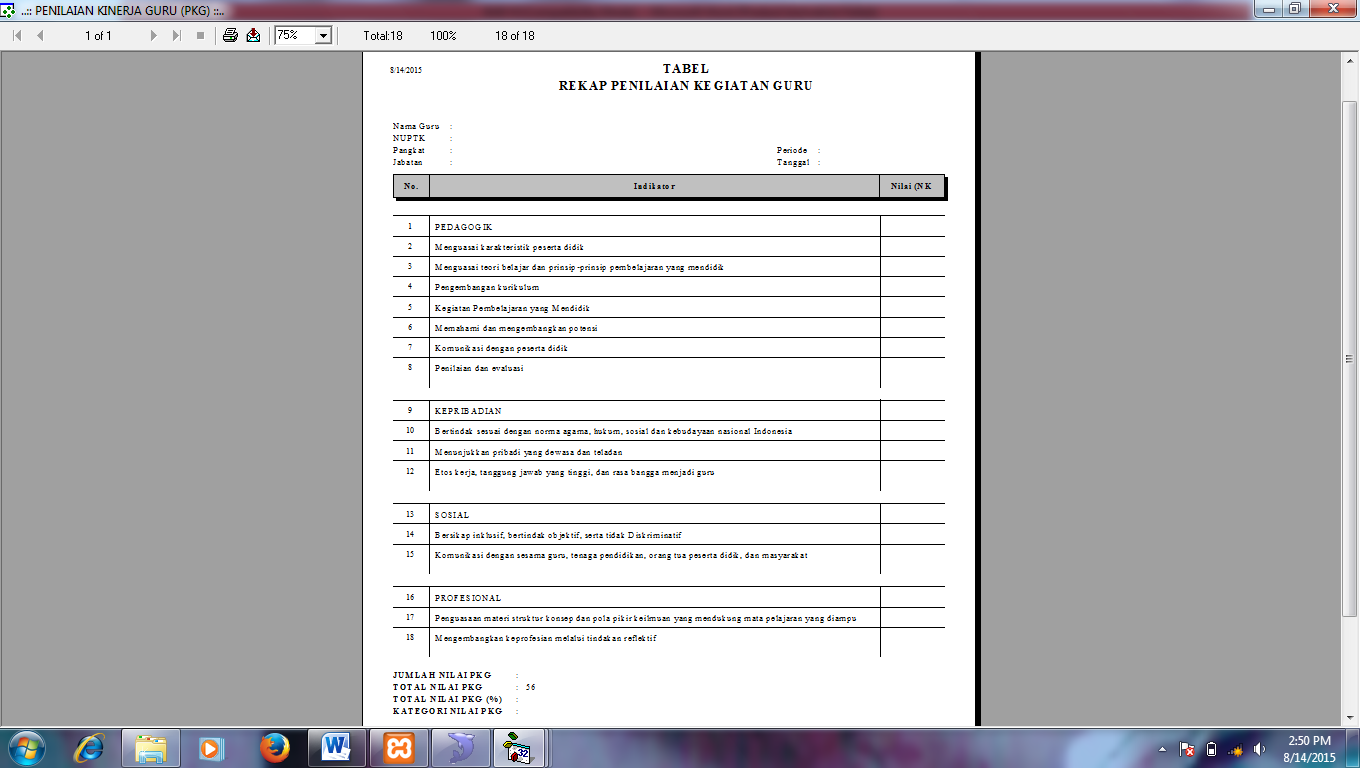 ..:: PENILAIAN KINERJA GURU (PKG) ::..
1 of 1 75% Total:18 100% 18 of 18
8/14/2015
TABEL
REKAP PENILAIAN KEGIATAN GURU
Nama Guru :
NUPTK :
Pangkat : Periode :
Jabatan : Tanggal :
No. Indikator Nilai (NK
1 PEDAGOGIK
2 Menguasai karakteristik peserta didik
3 Menguasai teori belajar dan prinsip-prinsip pembelajaran yang mendidik
4 Pengembangan kurikulum
5 Kegiatan Pembelajaran yang Mendidik
6 Memahami dan mengembangkan potensi
7 Komunikasi dengan peserta didik
8 Penilaian dan evaluasi
9 KEPRIBADIAN
10 Bertindak sesuai dengan norma agama, hukum, sosial dan kebudayaan nasional Indonesia
11 Menunjukkan pribadi yang dewasa dan teladan
12 Etos kerja, tanggung jawab yang tinggi, dan rasa bangga menjadi guru
13 SOSIAL
14 Bersikap inklusif, bertindak objektif, serta tidak Diskriminatif
15 Komunikasi dengan sesama guru, tenaga pendidikan, orang tua peserta didik, dan masyarakat
16 PROFESIONAL
17 Penguasaan materi struktur konsep dan pola pikir keilmuan yang mendukung mata pelajaran yang diampu
18 Mengembangkan keprofesian melalui tindakan reflektif
JUMLAH NILAI PKG :
TOTAL NILAI PKG : 56
TOTAL NILAI PKG (%) :
KATEGORI NILAI PKG :
32
2:50 PM
8/14/2015